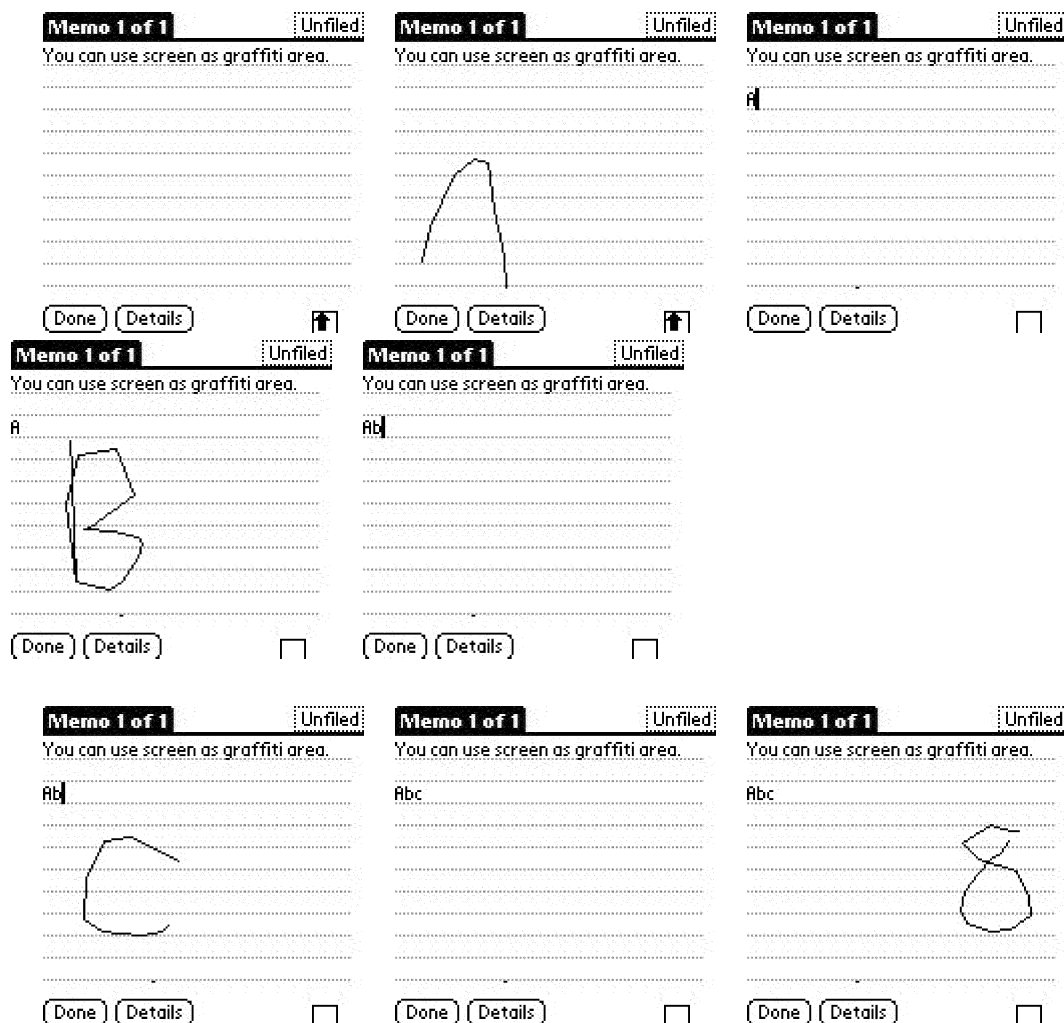 Memo 1 of 1 Unfiled
You can use screen as graffiti area.
Done Details
Memo 1 of 1 Unfiled
You can use screen as graffiti area.
A
Done Details
Memo 1 of 1 Unfiled
You can use screen as graffiti area.
A
Done Details
Memo 1 of 1 Unfiled
You can use screen as graffiti area.
A
B
Done Details
Memo 1 of 1 Unfiled
You can use screen as graffiti area.
Ab
Done Details
Memo 1 of 1 Unfiled
You can use screen as graffiti area.
Ab
C
Done Details
Memo 1 of 1 Unfiled
You can use screen as graffiti area.
Abc
Done Details
Memo 1 of 1 Unfiled
You can use screen as graffiti area.
Abc
8
Done Details